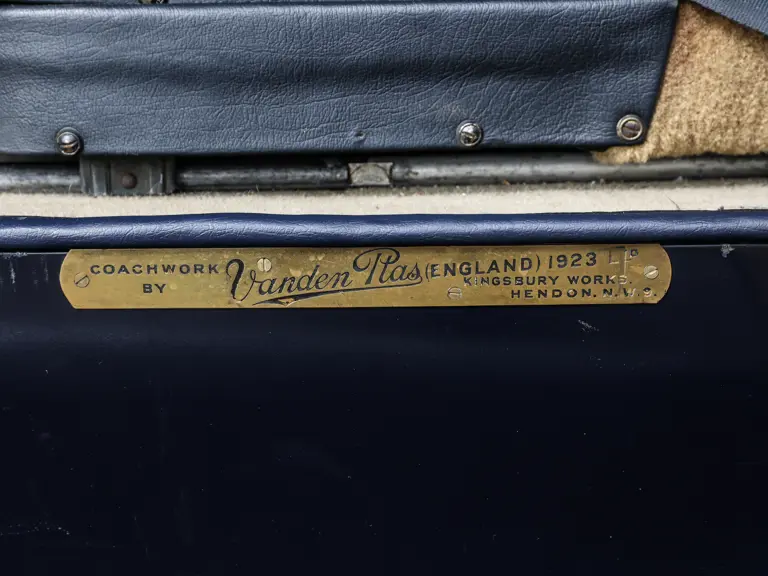 COACHWORK BY
Vanden Plas (ENGLAND) 1923 Lᵀᴰ
KINGSBURY WORKS.
HENDON. N.W.9.